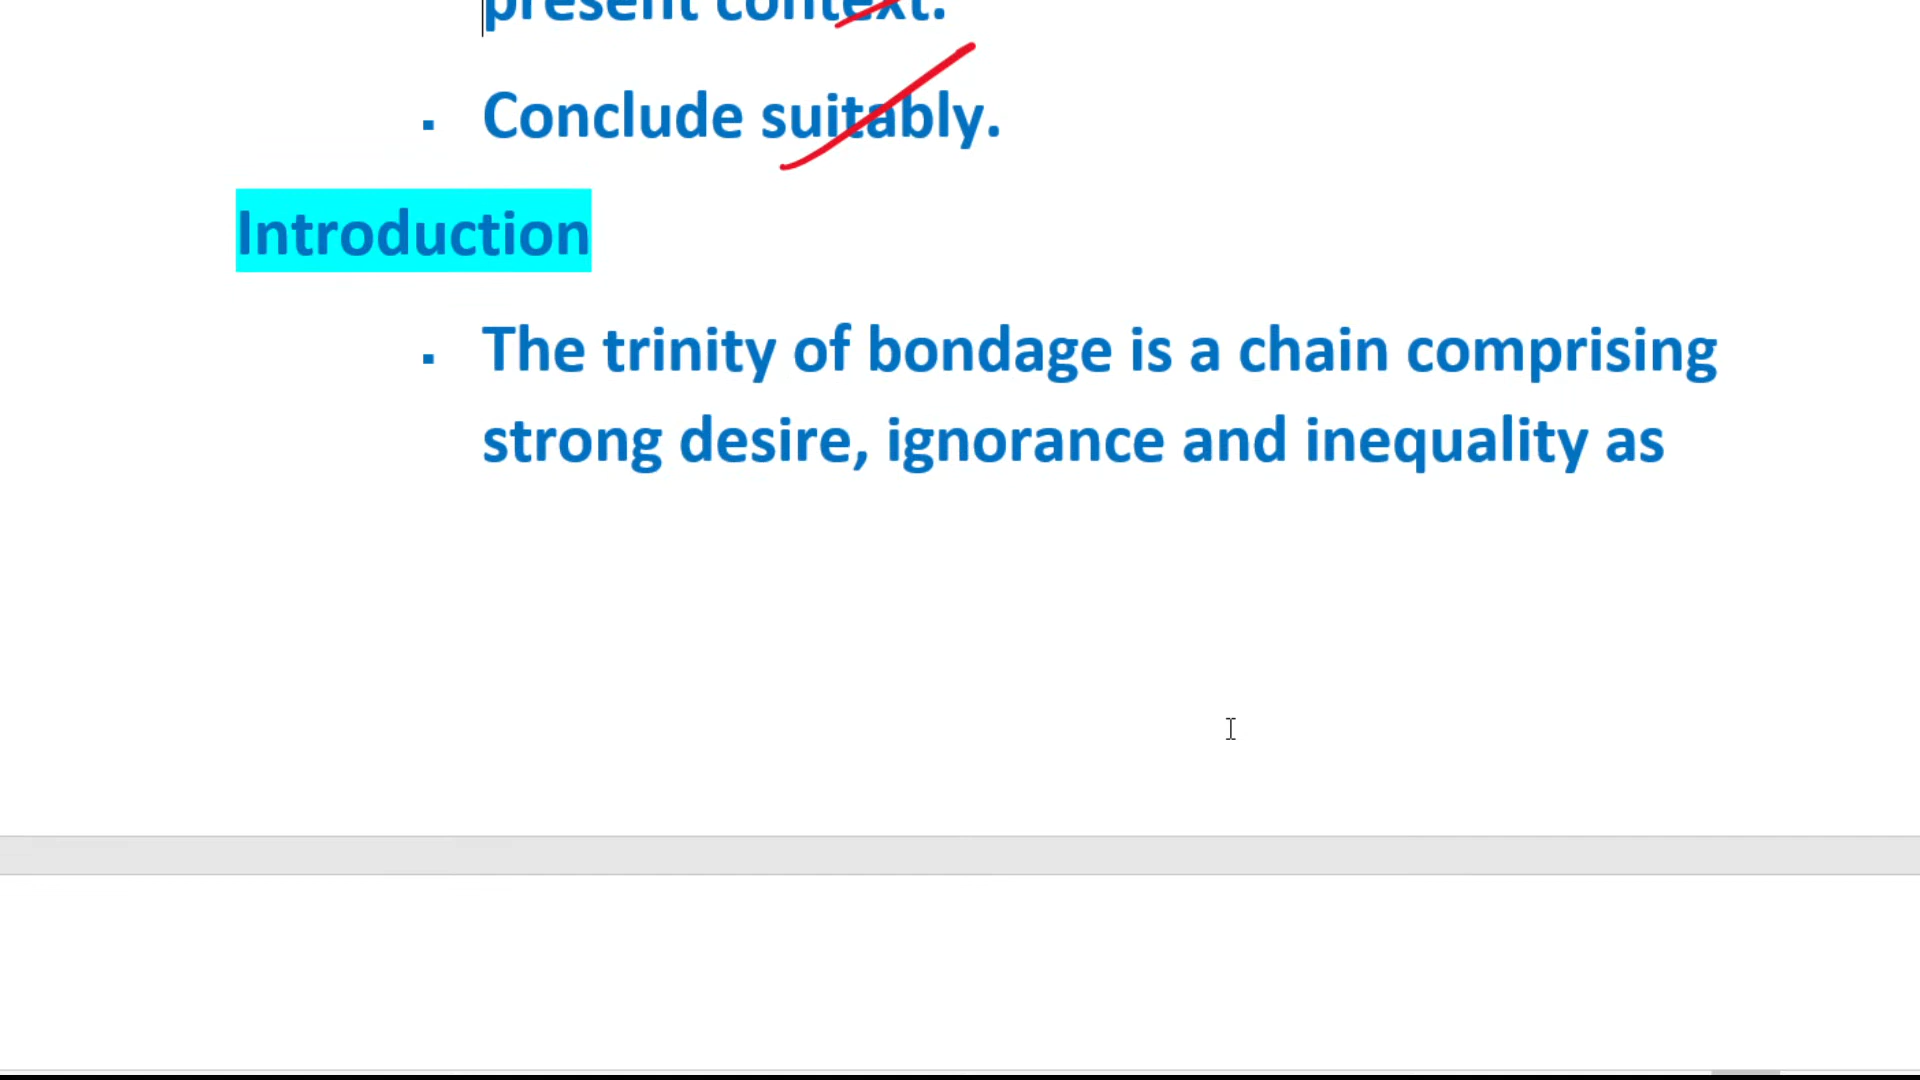 present context.
▪ Conclude suitably.
Introduction
▪ The trinity of bondage is a chain comprising
strong desire, ignorance and inequality as